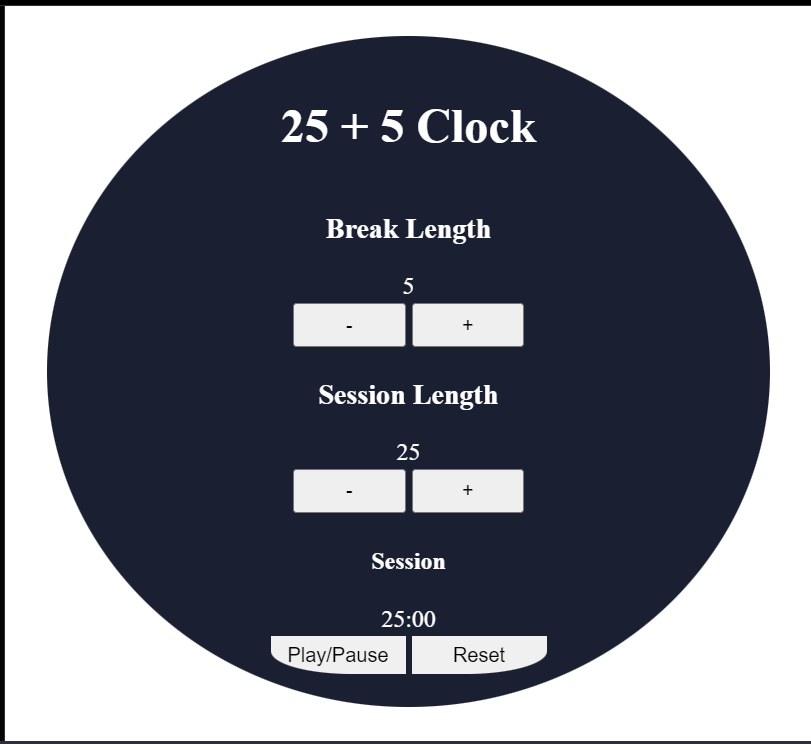 25 + 5 Clock
Break Length
5
- +
Session Length
25
- +
Session
25:00
Play/Pause Reset